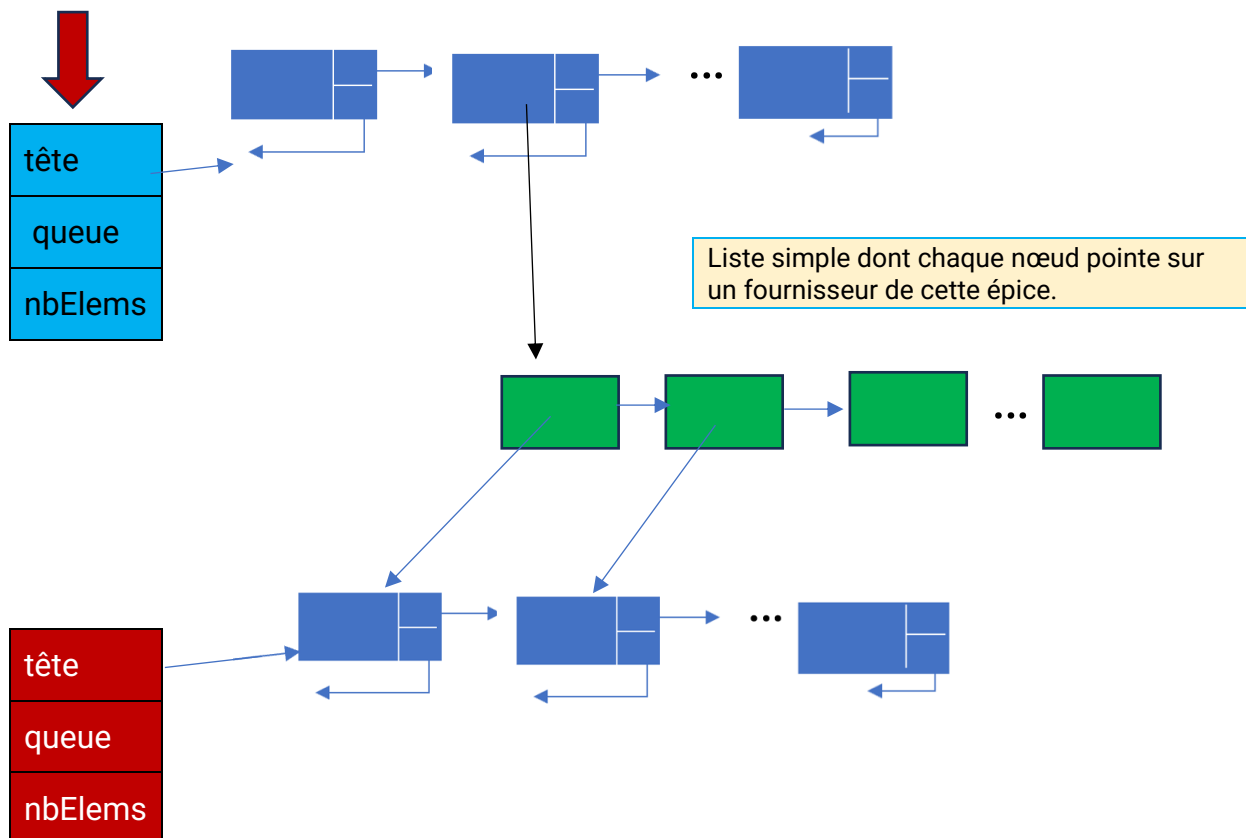 tête
queue
nbElems
...
Liste simple dont chaque nœud pointe sur
un fournisseur de cette épice.
...
...
tête
queue
nbElems